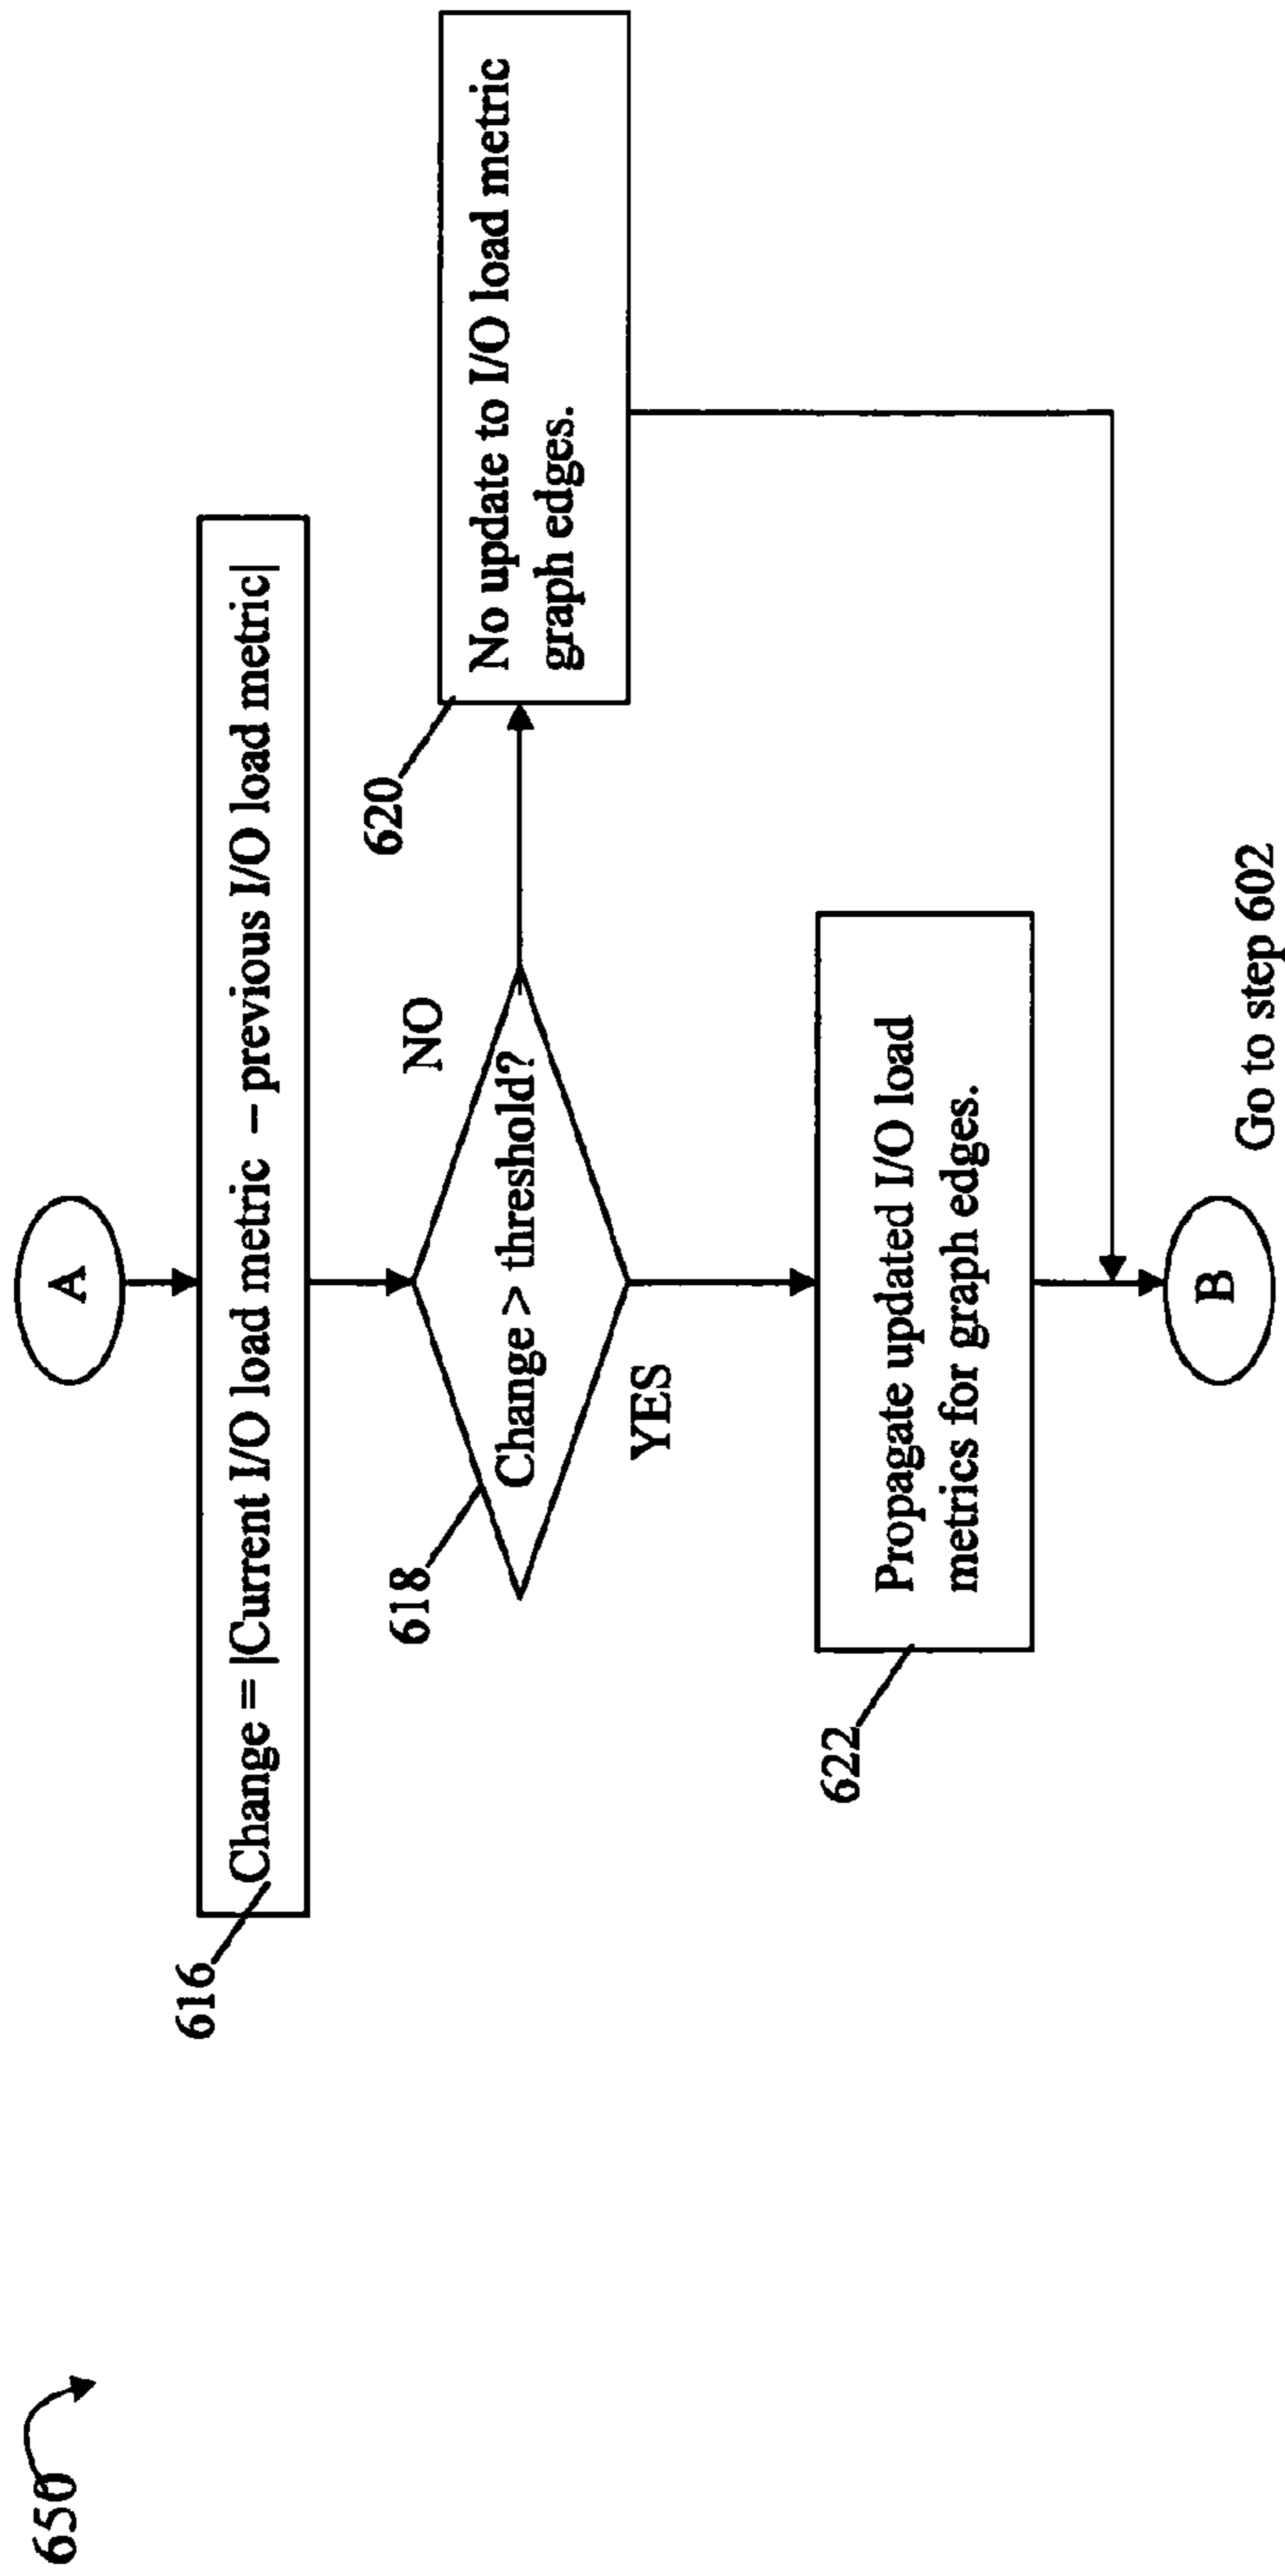 650
A
616
Change = |Current I/O load metric – previous I/O load metric|
618
Change > threshold?
NO
620
No update to I/O load metric
graph edges.
YES
622
Propagate updated I/O load
metrics for graph edges.
B
Go to step 602